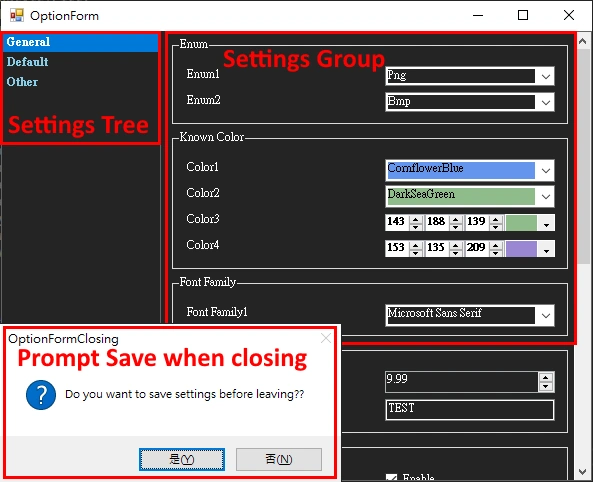 OptionForm
General
Default
Other
Settings Tree
Enum
Settings Group
Enum1
Png
Enum2
Bmp
Known Color
Color1
CornflowerBlue
Color2
DarkSeaGreen
Color3
143 188 139
Color4
153 135 209
Font Family
Font Family1
Microsoft Sans Serif
OptionFormClosing
Prompt Save when closing
Do you want to save settings before leaving??
是(Y)
否(N)
9.99
TEST
Enable